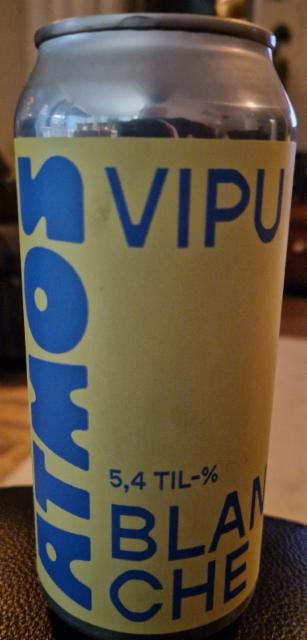 ATMOS
VIPU
5,4 TIL-%
BLAN
CHE